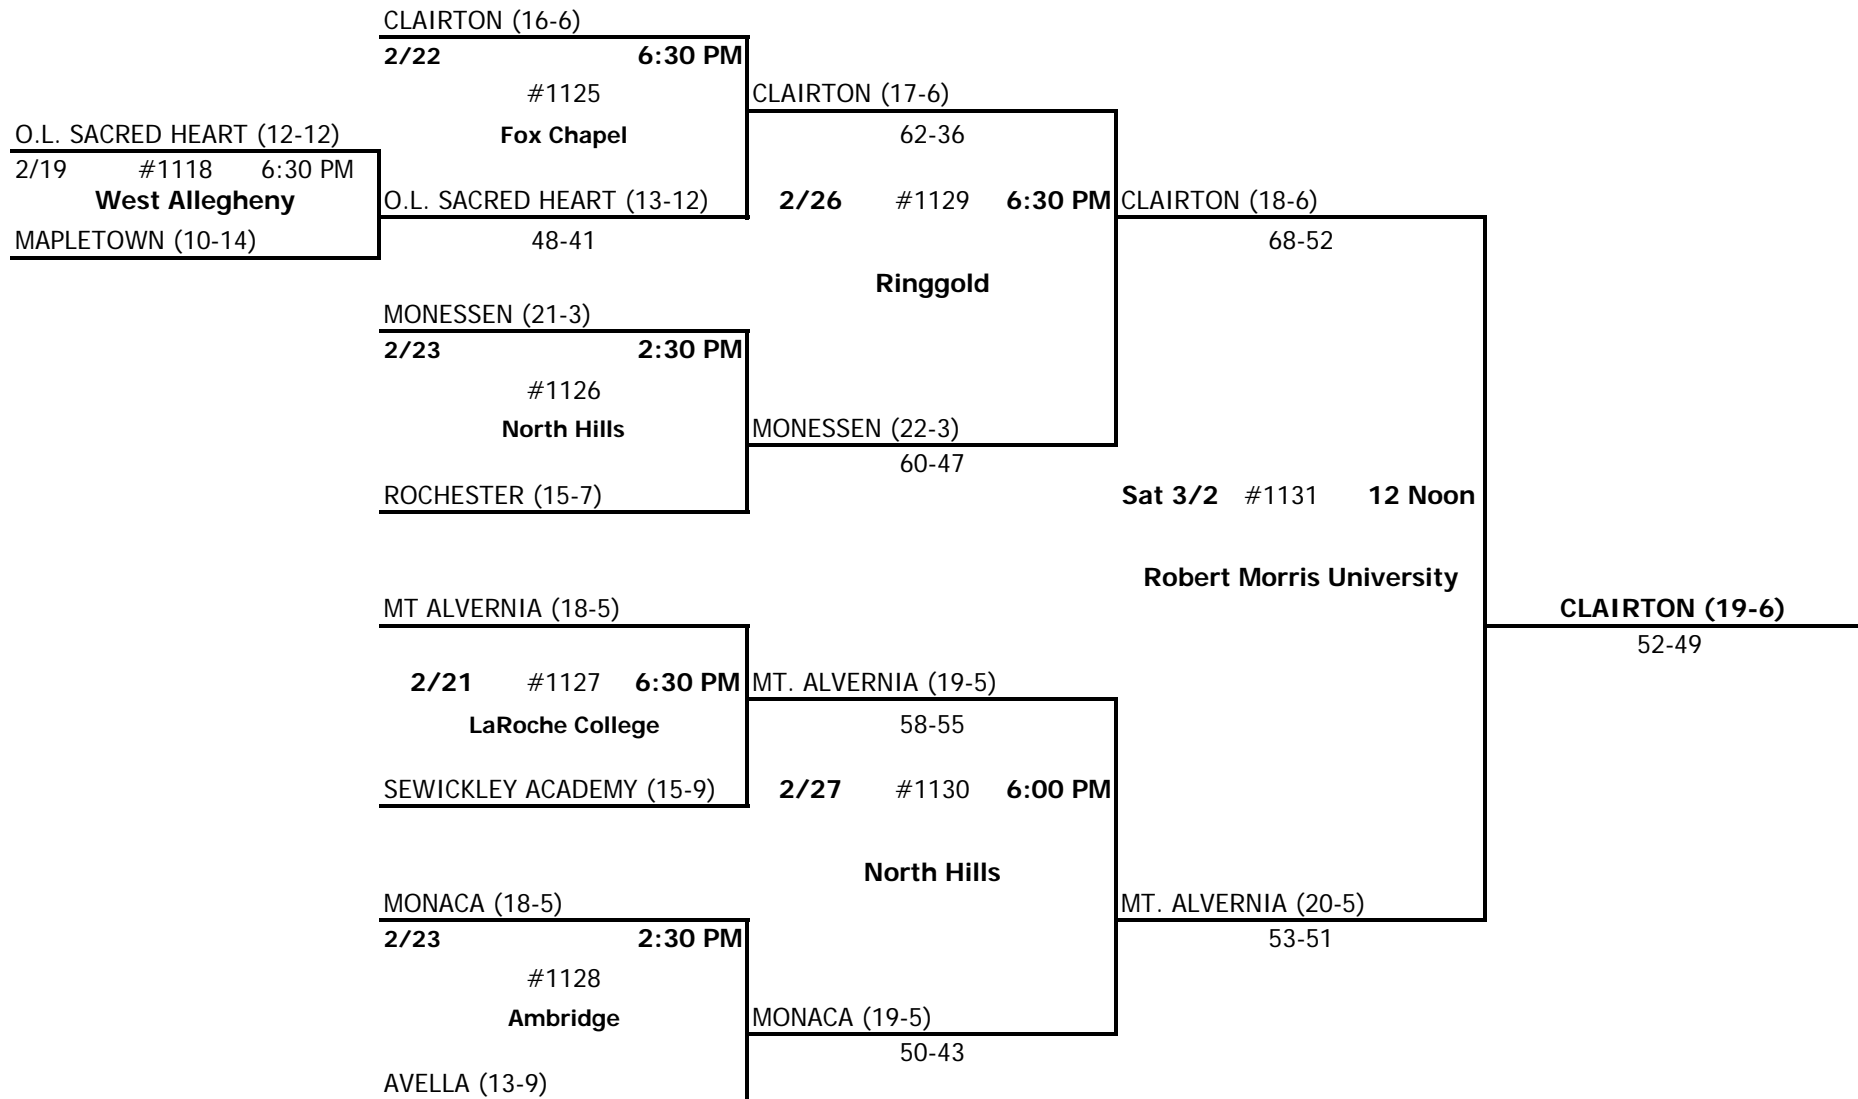 CLAIRTON (16-6)
2/22 6:30 PM
#1125
CLAIRTON (17-6)
O.L. SACRED HEART (12-12)
Fox Chapel
62-36
2/19 #1118 6:30 PM
West Allegheny
O.L. SACRED HEART (13-12)
2/26 #1129 6:30 PM
CLAIRTON (18-6)
MAPLETOWN (10-14)
48-41
68-52
Ringgold
MONESSEN (21-3)
2/23 2:30 PM
#1126
North Hills
MONESSEN (22-3)
60-47
ROCHESTER (15-7)
Sat 3/2 #1131 12 Noon
Robert Morris University
MT ALVERNIA (18-5)
CLAIRTON (19-6)
52-49
2/21 #1127 6:30 PM
MT. ALVERNIA (19-5)
LaRoche College
58-55
SEWICKLEY ACADEMY (15-9)
2/27 #1130 6:00 PM
North Hills
MONACA (18-5)
MT. ALVERNIA (20-5)
2/23 2:30 PM
53-51
#1128
Ambridge
MONACA (19-5)
50-43
AVELLA (13-9)